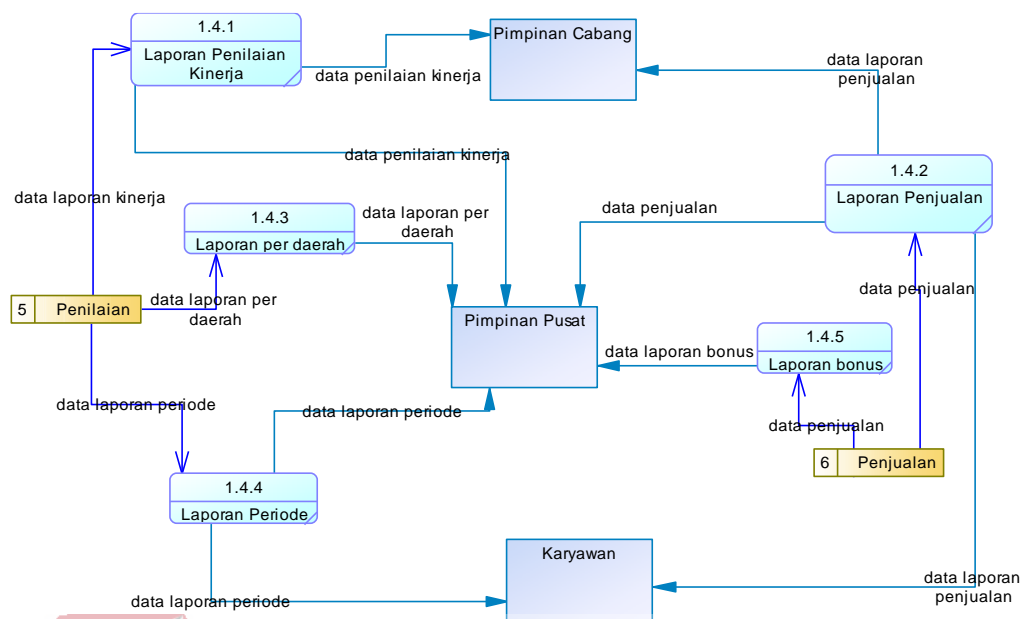 1.4.1
Laporan Penilaian
Kinerja
Pimpinan Cabang
data penilaian kinerja
data laporan
penjualan
data penilaian kinerja
1.4.2
Laporan Penjualan
data laporan kinerja
1.4.3
Laporan per daerah
data laporan per
daerah
data penjualan
5
Penilaian
data laporan per
daerah
data penjualan
Pimpinan Pusat
data laporan bonus
1.4.5
Laporan bonus
data laporan periode
data laporan periode
data penjualan
6
Penjualan
1.4.4
Laporan Periode
Karyawan
data laporan periode
data laporan
penjualan